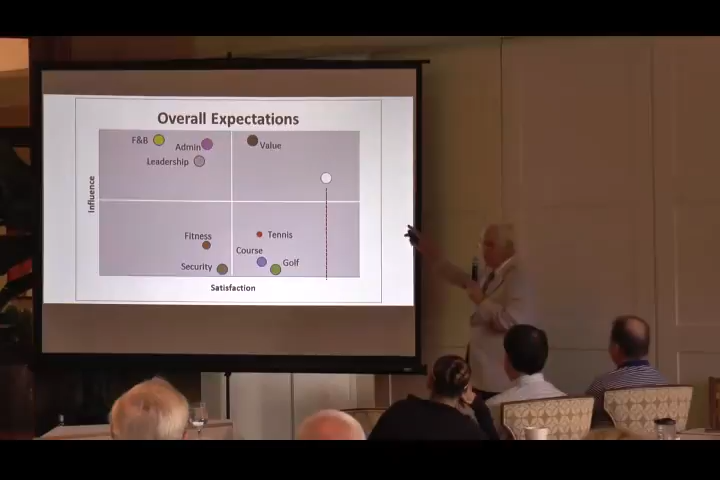 Overall Expectations
F&B
Admin
Value
Leadership
Influence
Fitness
Tennis
Course
Security
Golf
Satisfaction